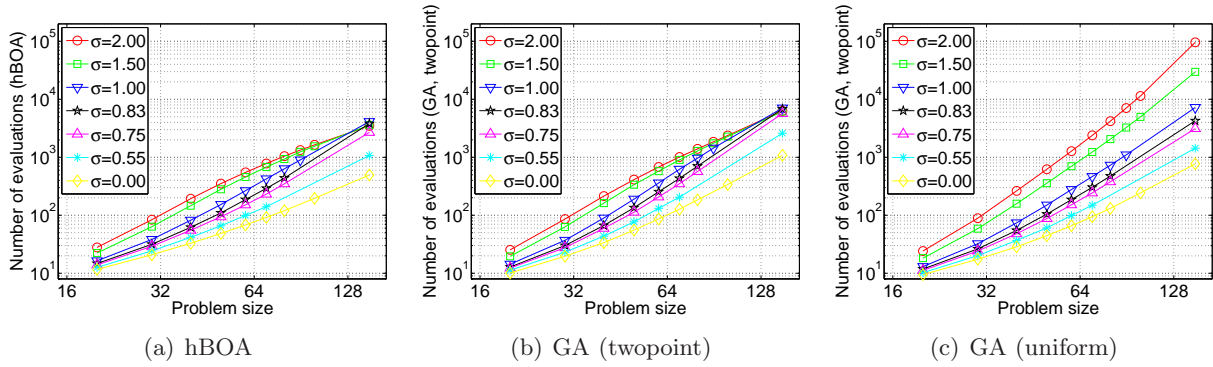 Number of evaluations (hBOA)
10^5
10^4
10^3
10^2
10^1
σ=2.00
σ=1.50
σ=1.00
σ=0.83
σ=0.75
σ=0.55
σ=0.00
16 32 64 128
Problem size
(a) hBOA
Number of evaluations (GA, twopoint)
10^5
10^4
10^3
10^2
10^1
σ=2.00
σ=1.50
σ=1.00
σ=0.83
σ=0.75
σ=0.55
σ=0.00
16 32 64 128
Problem size
(b) GA (twopoint)
Number of evaluations (GA, twopoint)
10^5
10^4
10^3
10^2
10^1
σ=2.00
σ=1.50
σ=1.00
σ=0.83
σ=0.75
σ=0.55
σ=0.00
16 32 64 128
Problem size
(c) GA (uniform)